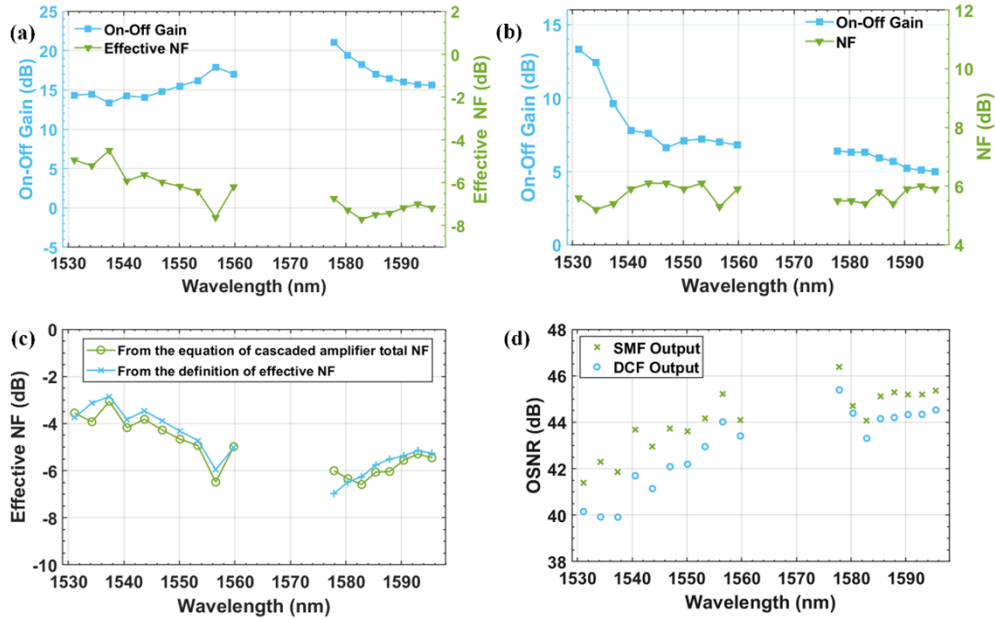 (a)
On-Off Gain
Effective NF
25
20
15
10
5
0
-5
On-Off Gain (dB)
2
0
-2
-4
-6
-8
Effective NF (dB)
1530 1540 1550 1560 1570 1580 1590
Wavelength (nm)
(b)
On-Off Gain
NF
15
10
5
0
On-Off Gain (dB)
12
10
8
6
4
NF (dB)
1530 1540 1550 1560 1570 1580 1590
Wavelength (nm)
(c)
From the equation of cascaded amplifier total NF
From the definition of effective NF
0
-2
-4
-6
-8
-10
Effective NF (dB)
1530 1540 1550 1560 1570 1580 1590
Wavelength (nm)
(d)
SMF Output
DCF Output
48
46
44
42
40
38
OSNR (dB)
1530 1540 1550 1560 1570 1580 1590
Wavelength (nm)